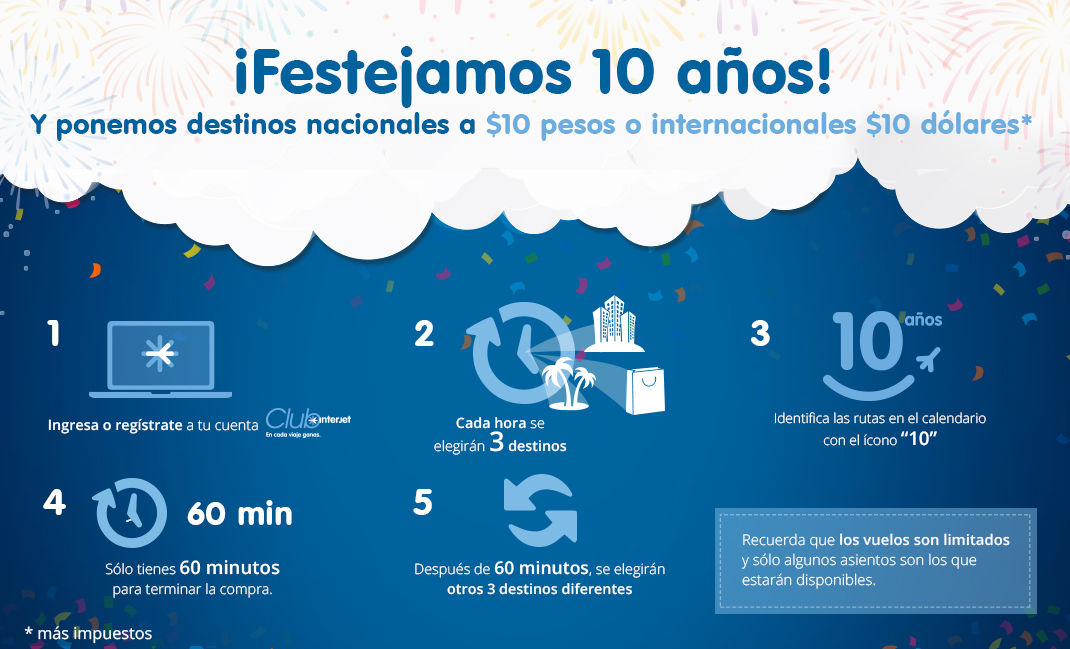 ¡Festejamos 10 años!
Y ponemos destinos nacionales a $10 pesos o internacionales $10 dólares*
1
Ingresa o regístrate a tu cuenta Club interjet
En cada viaje ganas.
2
Cada hora se
elegirán 3 destinos
3
10 años
Identifica las rutas en el calendario
con el ícono “10”
4
60 min
Sólo tienes 60 minutos
para terminar la compra.
5
Después de 60 minutos, se elegirán
otros 3 destinos diferentes
Recuerda que los vuelos son limitados
y sólo algunos asientos son los que
estarán disponibles.
* más impuestos